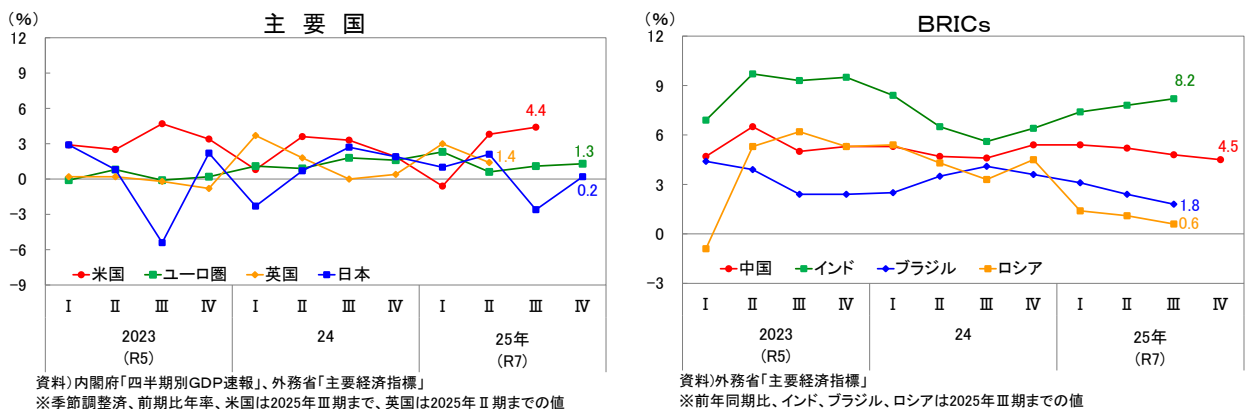 主 要 国
(%)
12
9
6
3
0
-3
-6
-9
4.4
1.4
1.3
0.2
米国 ユーロ圏 英国 日本
Ⅰ Ⅱ Ⅲ Ⅳ Ⅰ Ⅱ Ⅲ Ⅳ Ⅰ Ⅱ Ⅲ Ⅳ
2023 24 25年
(R5) (R7)
資料)内閣府「四半期別GDP速報」、外務省「主要経済指標」
※季節調整済、前期比年率、米国は2025年Ⅲ期まで、英国は2025年Ⅱ期までの値
BRICs
(%)
12
9
6
3
0
-3
8.2
4.5
1.8
0.6
中国 インド ブラジル ロシア
Ⅰ Ⅱ Ⅲ Ⅳ Ⅰ Ⅱ Ⅲ Ⅳ Ⅰ Ⅱ Ⅲ Ⅳ
2023 24 25年
(R5) (R7)
資料)外務省「主要経済指標」
※前年同期比、インド、ブラジル、ロシアは2025年Ⅲ期までの値